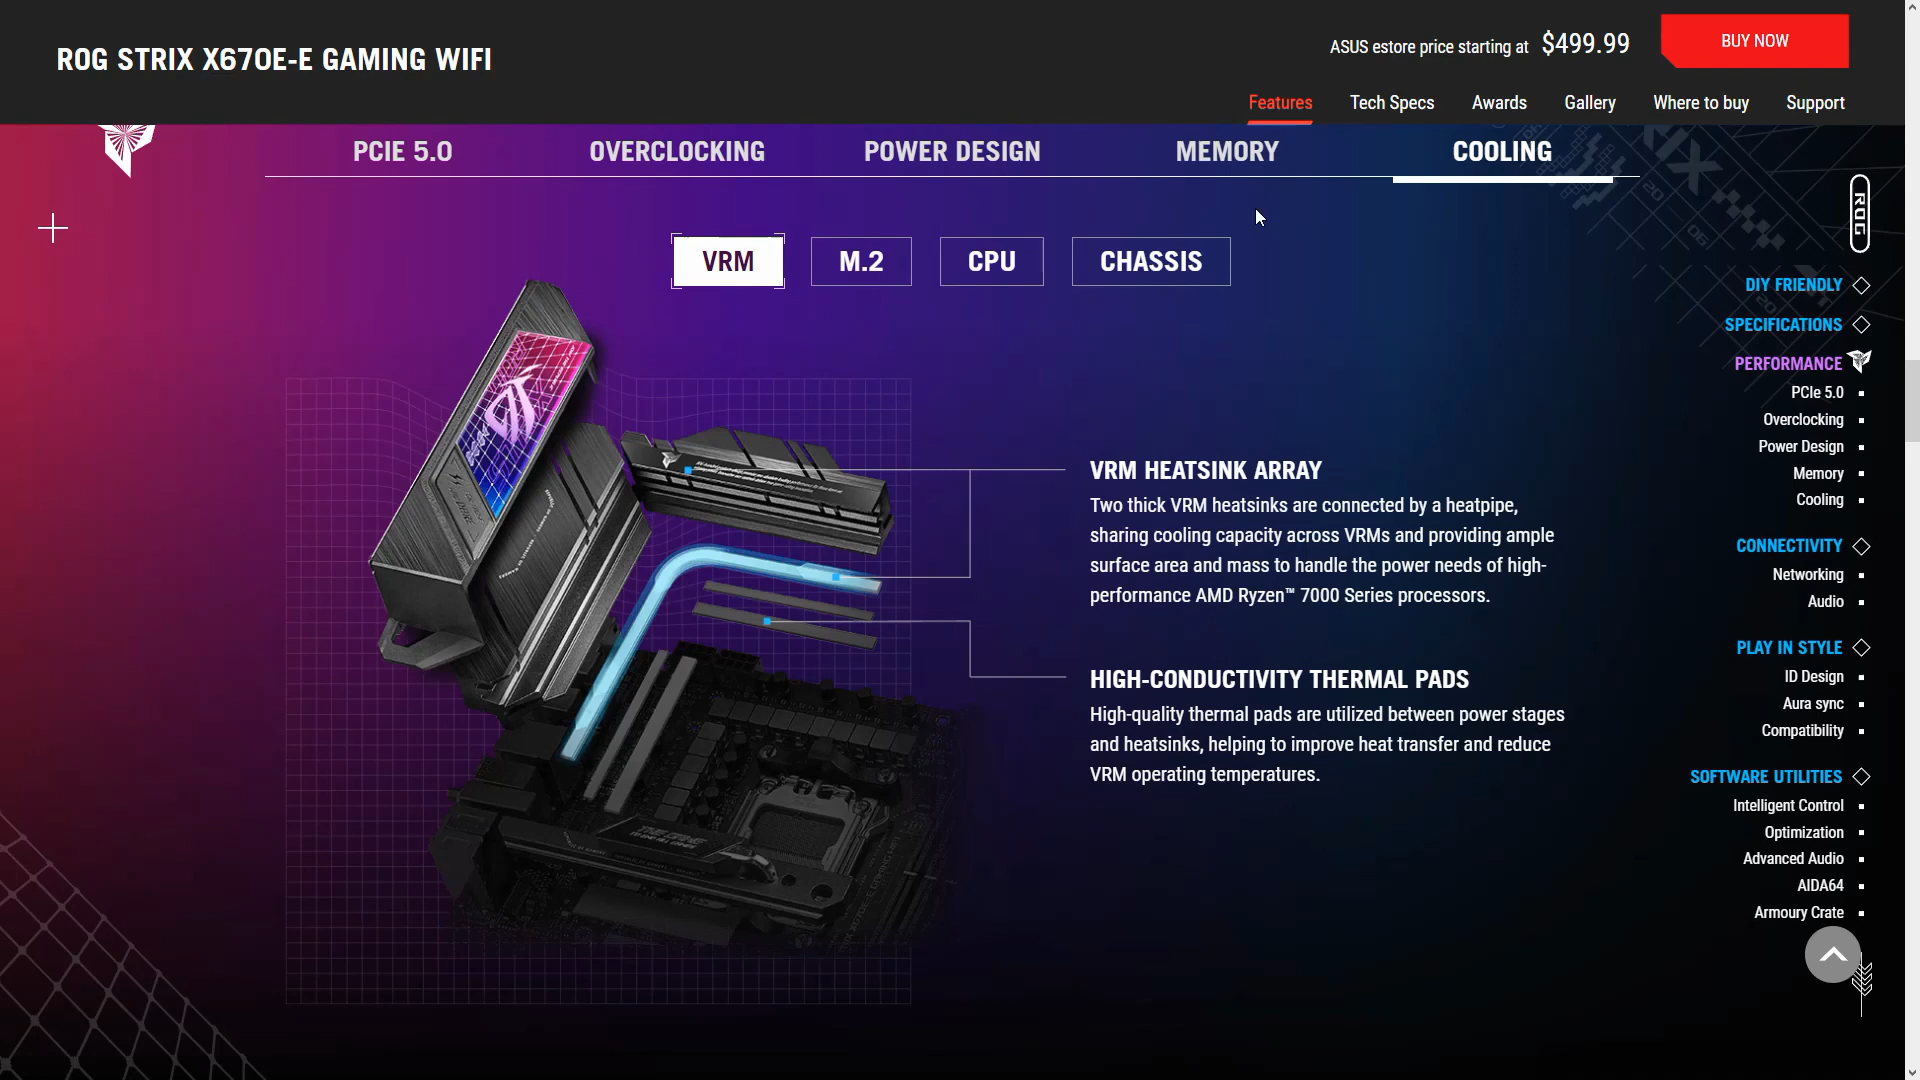 ROG STRIX X670E-E GAMING WIFI
ASUS estore price starting at $499.99
BUY NOW
Features Tech Specs Awards Gallery Where to buy Support
PCIE 5.0 OVERCLOCKING POWER DESIGN MEMORY COOLING
VRM M.2 CPU CHASSIS
ROG
DIY FRIENDLY
SPECIFICATIONS
PERFORMANCE
PCIe 5.0
Overclocking
Power Design
Memory
Cooling
CONNECTIVITY
Networking
Audio
PLAY IN STYLE
ID Design
Aura sync
Compatibility
SOFTWARE UTILITIES
Intelligent Control
Optimization
Advanced Audio
AIDA64
Armoury Crate
VRM HEATSINK ARRAY
Two thick VRM heatsinks are connected by a heatpipe,
sharing cooling capacity across VRMs and providing ample
surface area and mass to handle the power needs of high-
performance AMD Ryzen™ 7000 Series processors.
HIGH-CONDUCTIVITY THERMAL PADS
High-quality thermal pads are utilized between power stages
and heatsinks, helping to improve heat transfer and reduce
VRM operating temperatures.